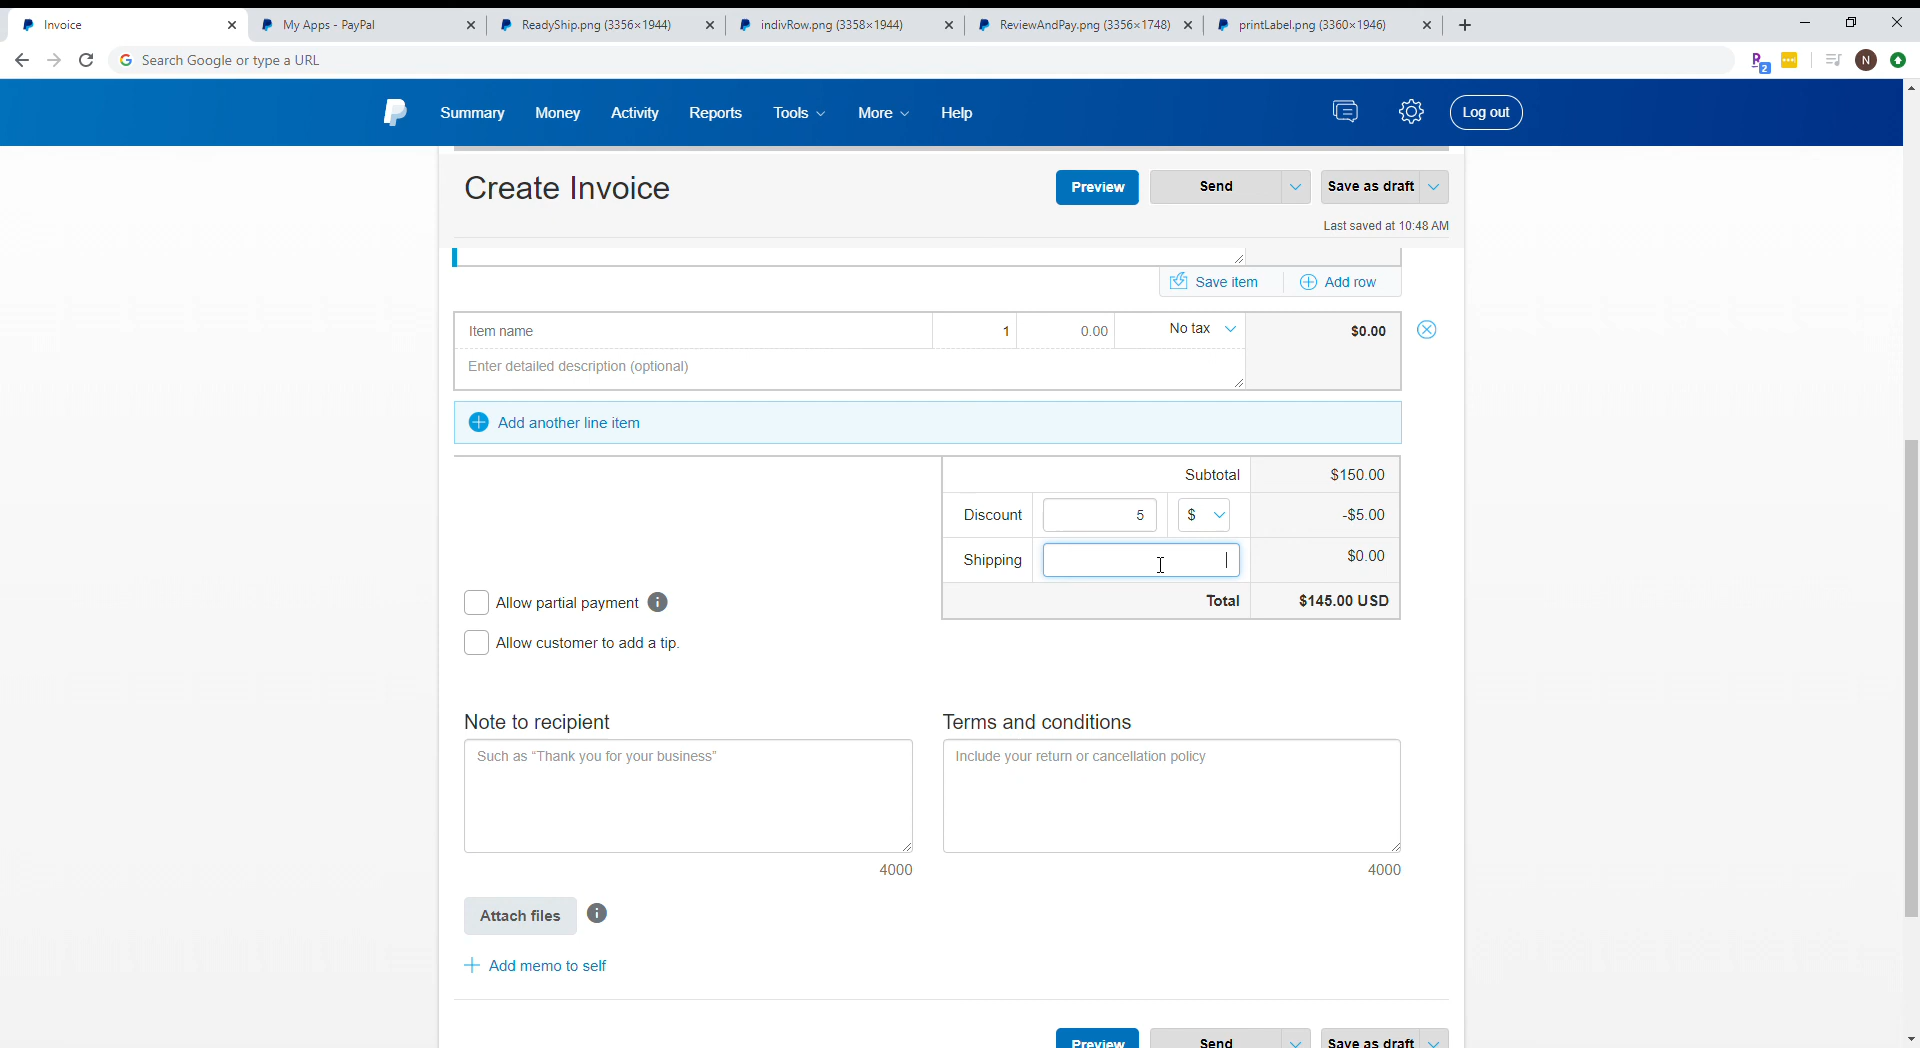 Invoice
My Apps - PayPal
ReadyShip.png (3356×1944)
indivRow.png (3358×1944)
ReviewAndPay.png (3356×1748)
printLabel.png (3360×1946)
Search Google or type a URL
2
N
Summary
Money
Activity
Reports
Tools
More
Help
Log out
Create Invoice
Preview
Send
Save as draft
Last saved at 10:48 AM
Save item
Add row
Item name
1
0.00
No tax
$0.00
Enter detailed description (optional)
Add another line item
Subtotal
$150.00
Discount
5
$
-$5.00
Shipping
$0.00
Total
$145.00 USD
Allow partial payment
Allow customer to add a tip.
Note to recipient
Terms and conditions
Such as "Thank you for your business"
Include your return or cancellation policy
4000
4000
Attach files
Add memo to self
Preview
Send
Save as draft